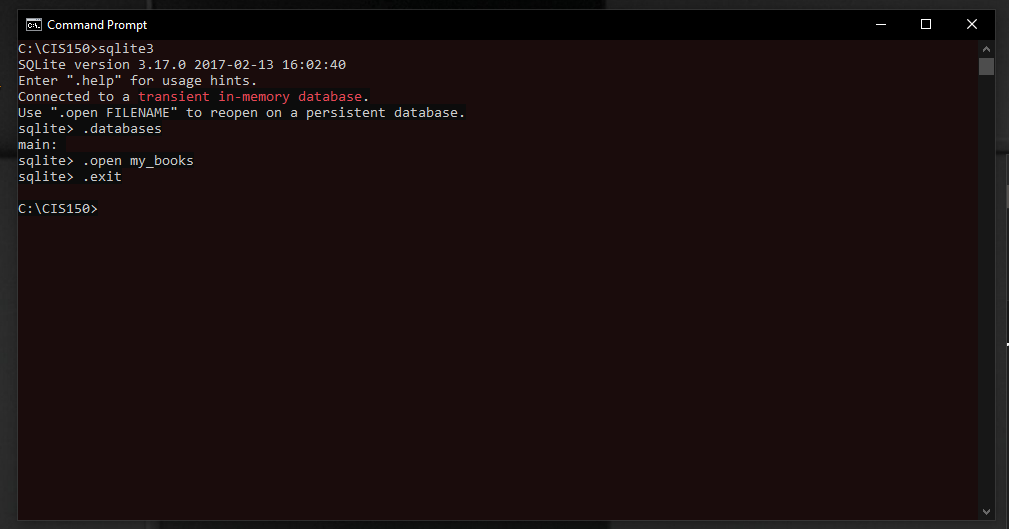 Command Prompt
C:\CIS150>sqlite3
SQLite version 3.17.0 2017-02-13 16:02:40
Enter ".help" for usage hints.
Connected to a transient in-memory database.
Use ".open FILENAME" to reopen on a persistent database.
sqlite> .databases
main:
sqlite> .open my_books
sqlite> .exit
C:\CIS150>